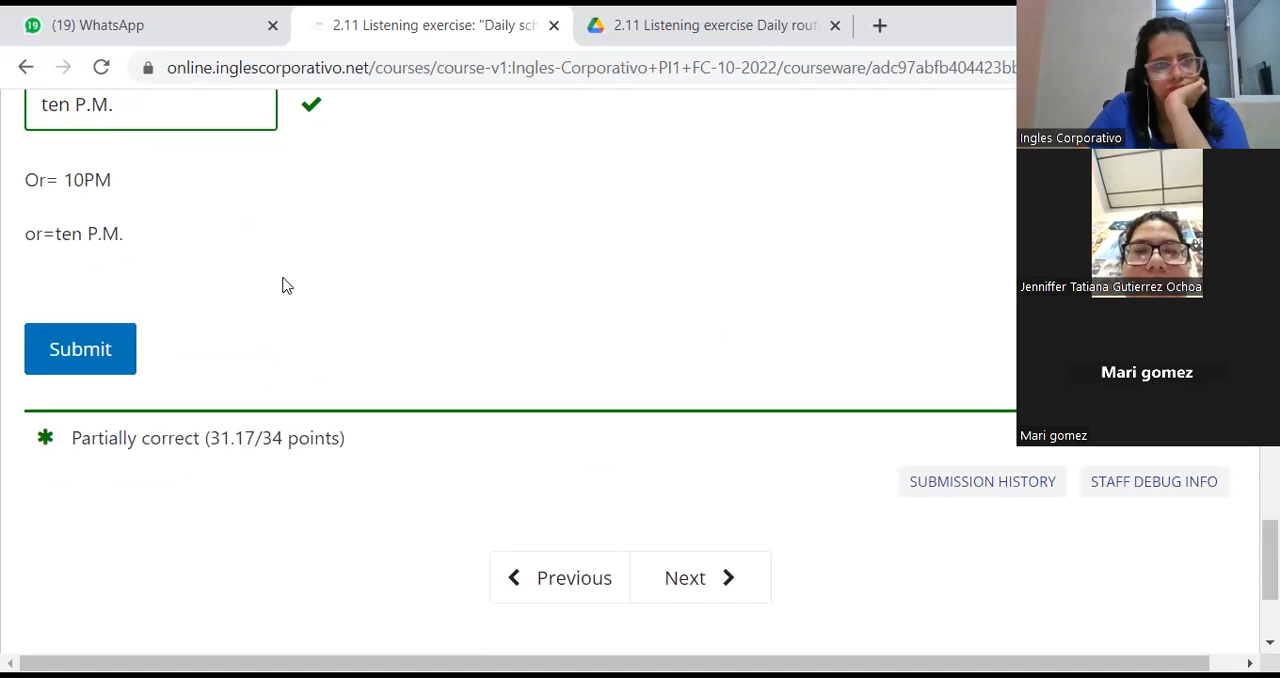 19 (19) WhatsApp
2.11 Listening exercise: "Daily sch
2.11 Listening exercise Daily rout
online.inglescorporativo.net/courses/course-v1:Ingles-Corporativo+PI1+FC-10-2022/courseware/adc97abfb404423bb
ten P.M.
Or= 10PM
or=ten P.M.
Submit
Partially correct (31.17/34 points)
SUBMISSION HISTORY
STAFF DEBUG INFO
Previous
Next
Ingles Corporativo
Jenniffer Tatiana Gutierrez Ochoa
Mari gomez
Mari gomez